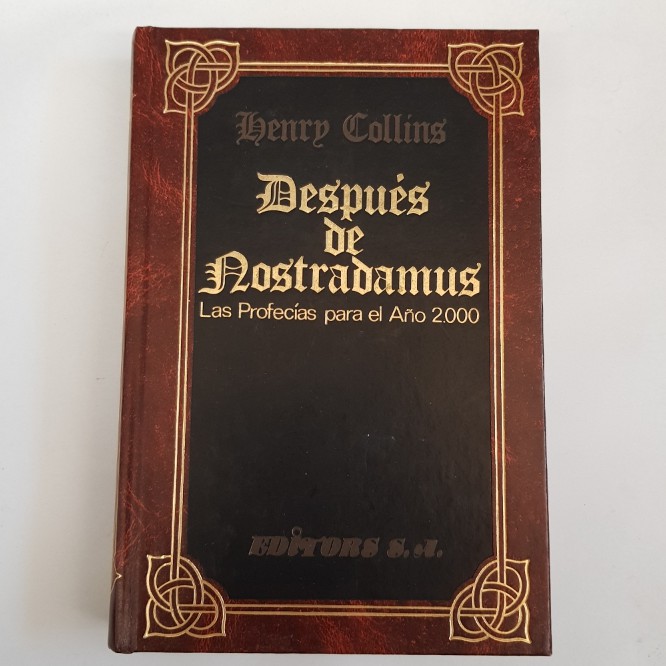 Henry Collins
Después
de
Nostradamus
Las Profecías para el Año 2.000
EDITORS S.A.